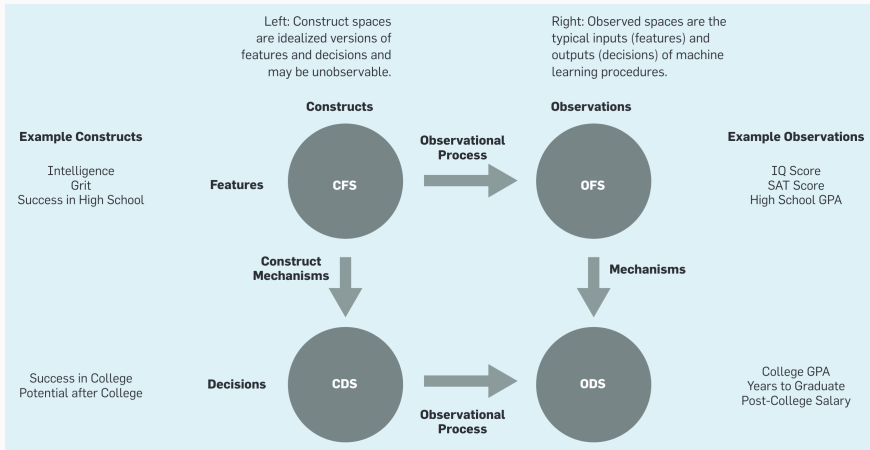 Left: Construct spaces
are idealized versions of
features and decisions and
may be unobservable.
Right: Observed spaces are the
typical inputs (features) and
outputs (decisions) of machine
learning procedures.
Constructs
Observations
Example Constructs
Observational
Process
Example Observations
Intelligence
Grit
Success in High School
Features
CFS
OFS
IQ Score
SAT Score
High School GPA
Construct
Mechanisms
Mechanisms
Success in College
Potential after College
Decisions
CDS
ODS
College GPA
Years to Graduate
Post-College Salary
Observational
Process